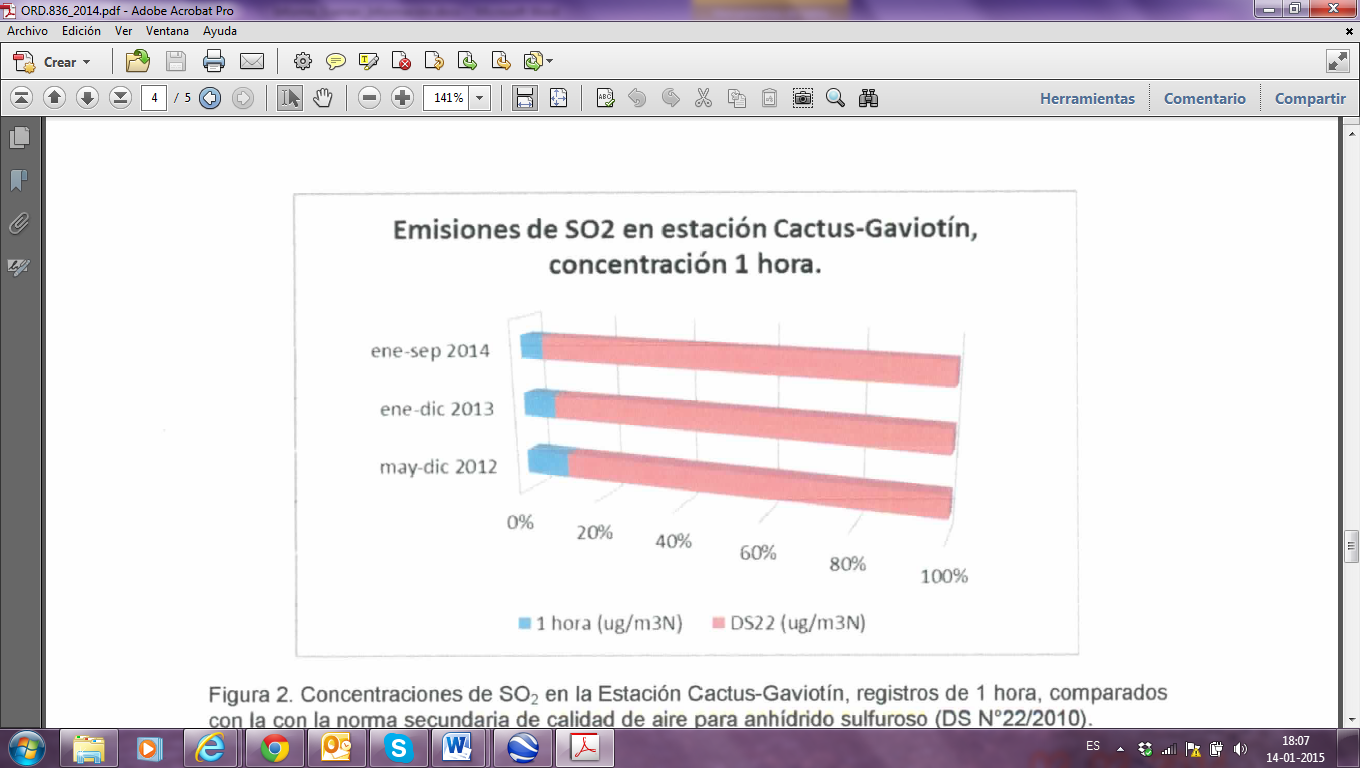 ORD.836_2014.pdf - Adobe Acrobat Pro
Archivo Edición Ver Ventana Ayuda
Crear
4 / 5 141%
Herramientas Comentario Compartir
Emisiones de SO2 en estación Cactus-Gaviotín,
concentración 1 hora.
ene-sep 2014
ene-dic 2013
may-dic 2012
0% 20% 40% 60% 80% 100%
1 hora (ug/m3N) DS22 (ug/m3N)
Figura 2. Concentraciones de SO2 en la Estación Cactus-Gaviotín, registros de 1 hora, comparados
con la con la norma secundaria de calidad de aire para anhídrido sulfuroso (DS N°22/2010).
ES 18:07
14-01-2015